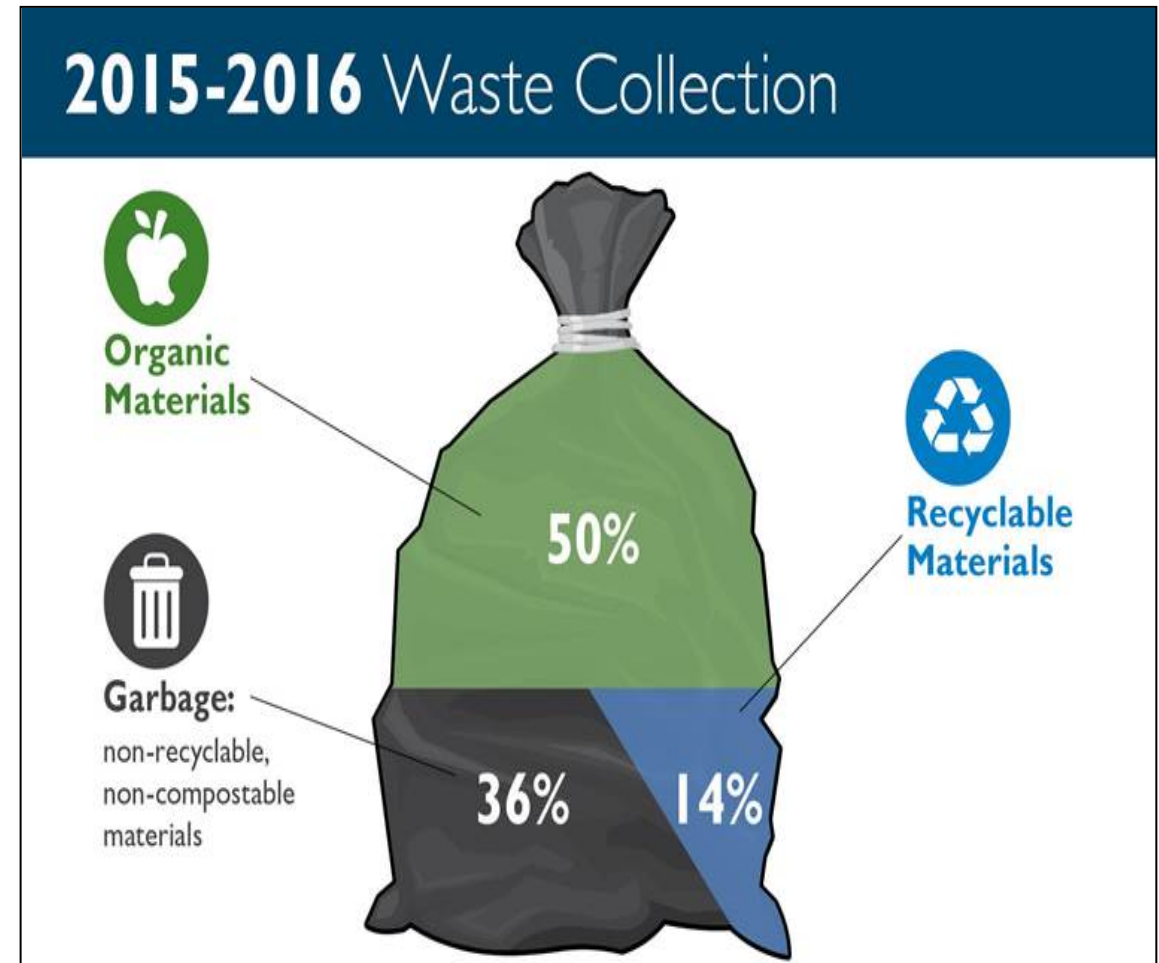 2015-2016 Waste Collection
Organic
Materials
50%
Recyclable
Materials
Garbage:
non-recyclable,
non-compostable
materials
36%
14%